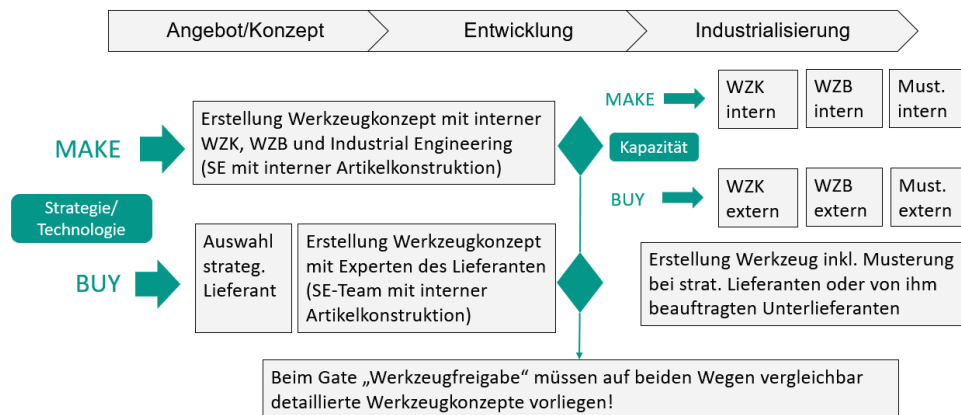 Angebot/Konzept
Entwicklung
Industrialisierung
MAKE
Erstellung Werkzeugkonzept mit interner
WZK, WZB und Industrial Engineering
(SE mit interner Artikelkonstruktion)
MAKE
WZK
intern
WZB
intern
Must.
intern
Kapazität
BUY
WZK
extern
WZB
extern
Must.
extern
Strategie/
Technologie
BUY
Auswahl
strateg.
Lieferant
Erstellung Werkzeugkonzept
mit Experten des Lieferanten
(SE-Team mit interner
Artikelkonstruktion)
Erstellung Werkzeug inkl. Musterung
bei strat. Lieferanten oder von ihm
beauftragten Unterlieferanten
Beim Gate „Werkzeugfreigabe“ müssen auf beiden Wegen vergleichbar
detaillierte Werkzeugkonzepte vorliegen!